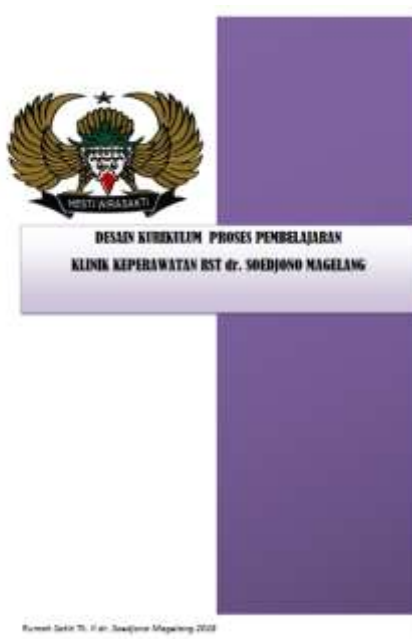 HESTI WIRASAKTI
DESAIN KURIKULUM PROSES PEMBELAJARAN
KLINIK KEPERAWATAN RST dr. SOEDJONO MAGELANG
Rumah Sakit Tk. II dr. Soedjono Magelang